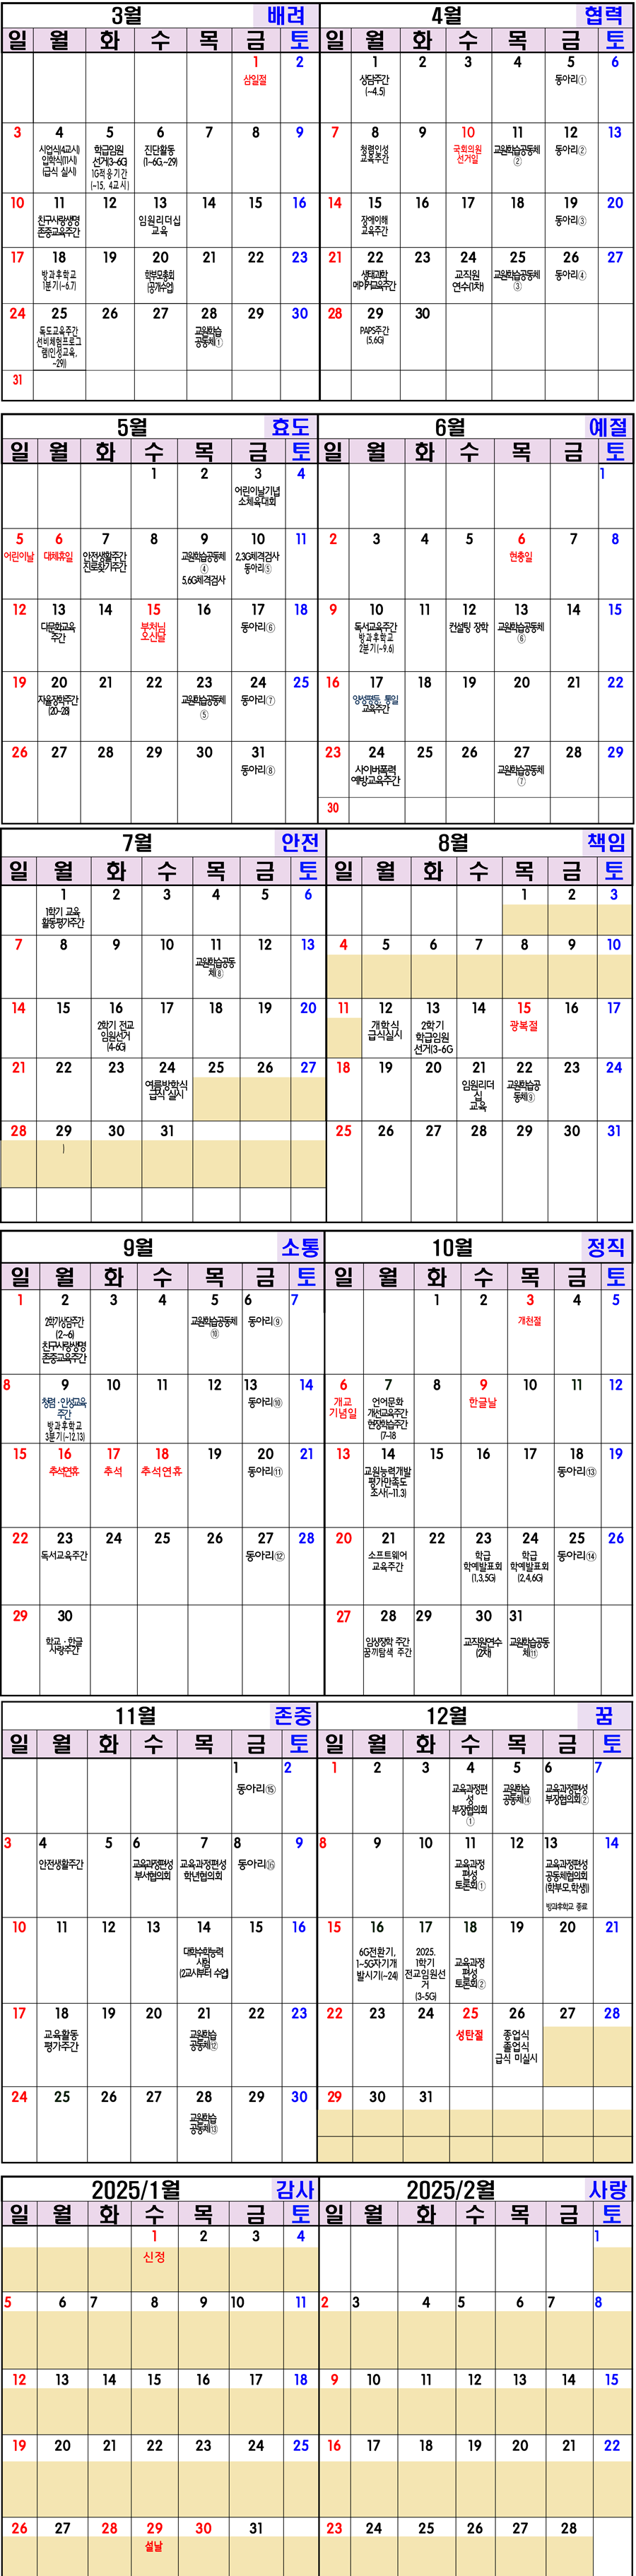 3월 배려
일 월 화 수 목 금 토
1 2
삼일절
3 4 5 6 7 8 9
시업식(4교시) 학급임원 진단활동
입학식(11시) 선거(3-6G) (1~6G,~29)
(급식 실시) 1G적응기간
(~15, 4교시)
10 11 12 13 14 15 16
친구사랑생명 임원리더십
존중교육주간 교육
17 18 19 20 21 22 23
방과후학교 학부모총회
1분기(~6.7) (공개수업)
24 25 26 27 28 29 30
독도교육주간 교원학습
선비체험프로그 공동체①
램(인성교육,
~29))
31
4월 협력
일 월 화 수 목 금 토
1 2 3 4 5 6
상담주간 동아리①
(~4.5)
7 8 9 10 11 12 13
청렴인성 국회의원 교원학습공동체 동아리②
교육주간 선거일 ②
14 15 16 17 18 19 20
장애이해 동아리③
교육주간
21 22 23 24 25 26 27
생태과학 교직원 교원학습공동체 동아리④
메이커교육주간 연수(1차) ③
28 29 30
PAPS주간
(5,6G)
5월 효도
일 월 화 수 목 금 토
1 2 3 4
어린이날기념
소체육대회
5 6 7 8 9 10 11
어린이날 대체휴일 안전생활주간 교원학습공동체 2,3G체격검사
진로찾기주간 ④ 동아리⑤
5,6G체격검사
12 13 14 15 16 17 18
다문화교육 부처님 동아리⑥
주간 오신날
19 20 21 22 23 24 25
자율장학주간 교원학습공동체 동아리⑦
(20~28) ⑤
26 27 28 29 30 31
동아리⑧
6월 예절
일 월 화 수 목 금 토
1
2 3 4 5 6 7 8
현충일
9 10 11 12 13 14 15
독서교육주간 컨설팅 장학 교원학습공동체
방과후학교 ⑥
2분기(~9.6)
16 17 18 19 20 21 22
양성평등, 통일
교육주간
23 24 25 26 27 28 29
사이버폭력 교원학습공동체
예방교육주간 ⑦
30
7월 안전
일 월 화 수 목 금 토
1 2 3 4 5 6
1학기 교육
활동평가주간
7 8 9 10 11 12 13
교원학습공동
체⑧
14 15 16 17 18 19 20
2학기 전교
임원선거
(4-6G)
21 22 23 24 25 26 27
여름방학식
급식 실시
28 29 30 31
)
8월 책임
일 월 화 수 목 금 토
1 2 3
4 5 6 7 8 9 10
11 12 13 14 15 16 17
개학식 2학기 광복절
급식실시 학급임원
선거(3-6G
18 19 20 21 22 23 24
임원리더 교원학습공
십 동체⑨
교육
25 26 27 28 29 30 31
9월 소통
일 월 화 수 목 금 토
1 2 3 4 5 6 7
2학기상담주간 교원학습공동체 동아리⑨
(2~6) ⑩
친구사랑생명
존중교육주간
8 9 10 11 12 13 14
청렴·인성교육 동아리⑩
주간
방과후학교
3분기(~12.13)
15 16 17 18 19 20 21
추석연휴 추석 추석연휴 동아리⑪
22 23 24 25 26 27 28
독서교육주간 동아리⑫
29 30
학교·한글
사랑주간
10월 정직
일 월 화 수 목 금 토
1 2 3 4 5
개천절
6 7 8 9 10 11 12
개교 언어문화 한글날
기념일 개선교육주간
현장학습주간
(7~18
13 14 15 16 17 18 19
교원능력개발 동아리⑬
평가만족도
조사(~11.3)
20 21 22 23 24 25 26
소프트웨어 학급 학급 동아리⑭
교육주간 학예발표회 학예발표회
(1,3,5G) (2,4,6G)
27 28 29 30 31
임상장학 주간 교직원연수 교원학습공동
꿈끼탐색 주간 (2차) 체⑪
11월 존중
일 월 화 수 목 금 토
1 2
동아리⑮
3 4 5 6 7 8 9
안전생활주간 교육과정편성 교육과정편성 동아리⑯
부서협의회 학년협의회
10 11 12 13 14 15 16
대학수학능력
시험
(2교시부터 수업)
17 18 19 20 21 22 23
교육활동 교원학습
평가주간 공동체⑫
24 25 26 27 28 29 30
교원학습
공동체⑬
12월 꿈
일 월 화 수 목 금 토
1 2 3 4 5 6 7
교육과정편 교원학습 교육과정편성
성 공동체⑭ 부장협의회②
부장협의회
①
8 9 10 11 12 13 14
교육과정 교육과정편성
편성 공동체협의회
토론회① (학부모,학생))
방과후학교 종료
15 16 17 18 19 20 21
6G전환기, 2025.
1~5G자기개 1학기 교육과정
발시기(~24) 전교임원선 편성
거 토론회②
(3-5G)
22 23 24 25 26 27 28
성탄절 종업식
졸업식
급식 미실시
29 30 31
2025/1월 감사
일 월 화 수 목 금 토
1 2 3 4
신정
5 6 7 8 9 10 11
12 13 14 15 16 17 18
19 20 21 22 23 24 25
26 27 28 29 30 31
설날
2025/2월 사랑
일 월 화 수 목 금 토
1
2 3 4 5 6 7 8
9 10 11 12 13 14 15
16 17 18 19 20 21 22
23 24 25 26 27 28